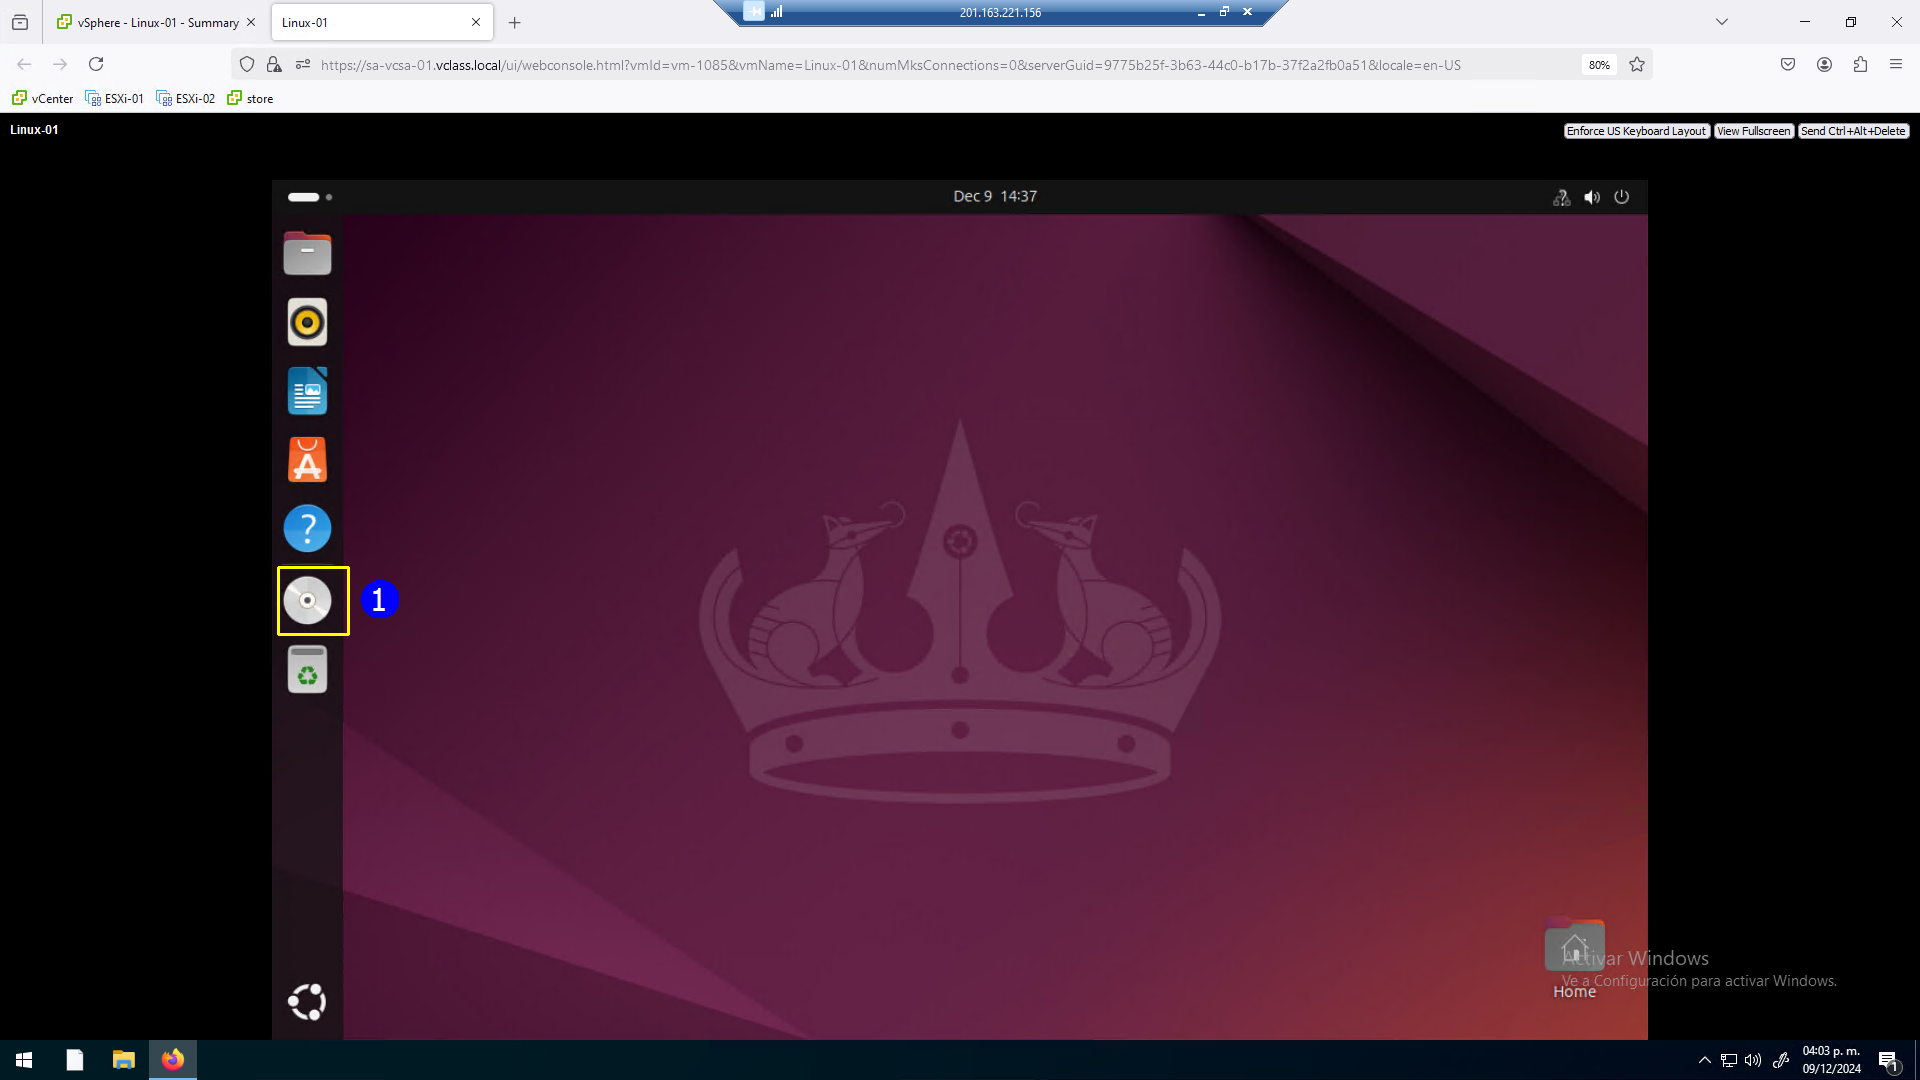 vSphere - Linux-01 - Summary
Linux-01
201.163.221.156
https://sa-vcsa-01.vclass.local/ui/webconsole.html?vmId=vm-1085&vmName=Linux-01&numMksConnections=0&serverGuid=9775b25f-3b63-44c0-b17b-37f2a2fb0a51&locale=en-US
80%
vCenter
ESXi-01
ESXi-02
store
Linux-01
Enforce US Keyboard Layout
View Fullscreen
Send Ctrl+Alt+Delete
Dec 9 14:37
A
?
1
Activar Windows
Ve a Configuración para activar Windows.
Home
04:03 p. m.
09/12/2024
1